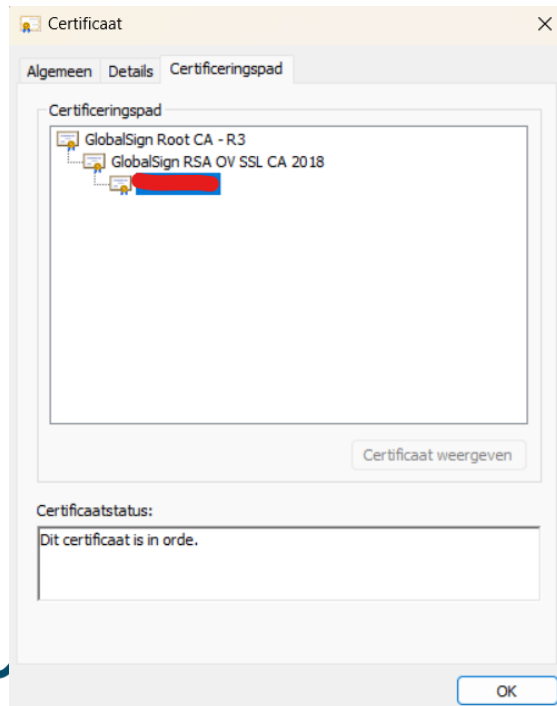 Certificaat
Algemeen Details Certificeringspad
Certificeringspad
GlobalSign Root CA - R3
GlobalSign RSA OV SSL CA 2018
Certificaat weergeven
Certificaatstatus:
Dit certificaat is in orde.
OK